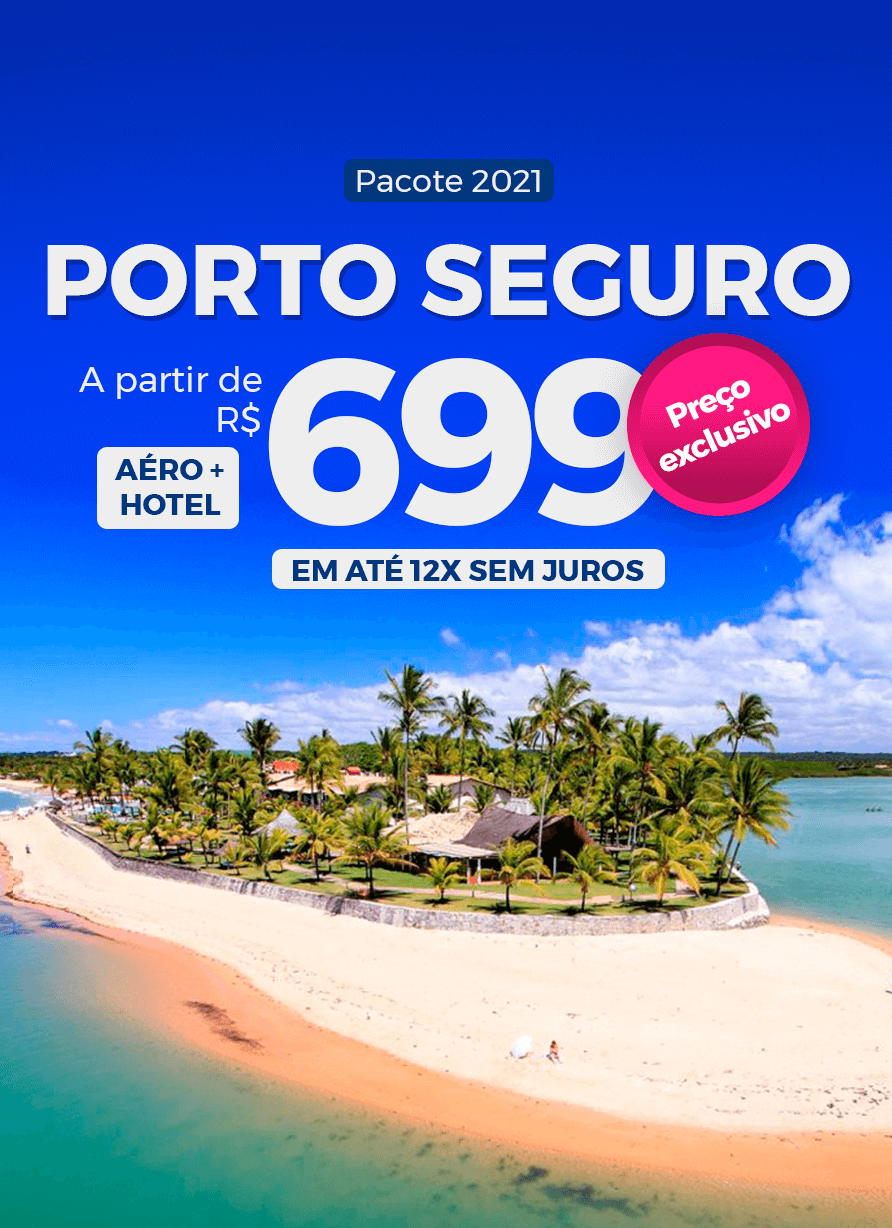 Pacote 2021
PORTO SEGURO
A partir de
R$
699
Preço
exclusivo
AÉRO +
HOTEL
EM ATÉ 12X SEM JUROS